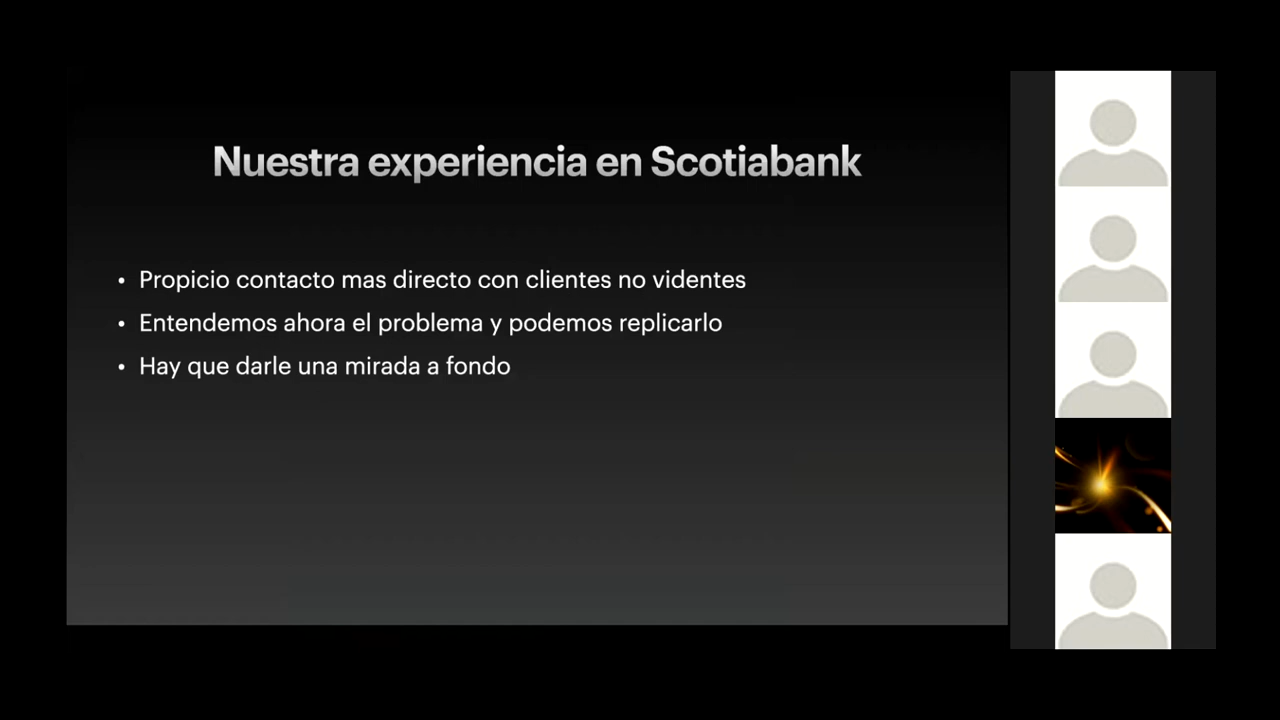 Nuestra experiencia en Scotiabank
• Propicio contacto mas directo con clientes no videntes
• Entendemos ahora el problema y podemos replicarlo
• Hay que darle una mirada a fondo